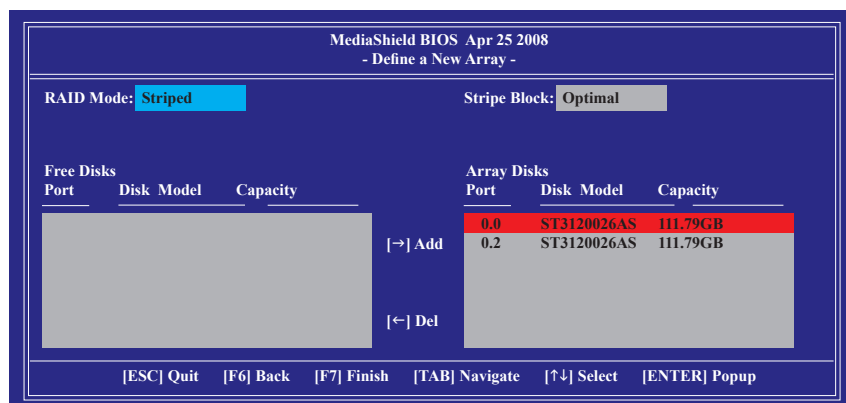 MediaShield BIOS Apr 25 2008
- Define a New Array -
RAID Mode: Striped
Stripe Block: Optimal
Free Disks
Port Disk Model Capacity
[→] Add
[←] Del
Array Disks
Port Disk Model Capacity
0.0 ST3120026AS 111.79GB
0.2 ST3120026AS 111.79GB
[ESC] Quit [F6] Back [F7] Finish [TAB] Navigate [↑↓] Select [ENTER] Popup